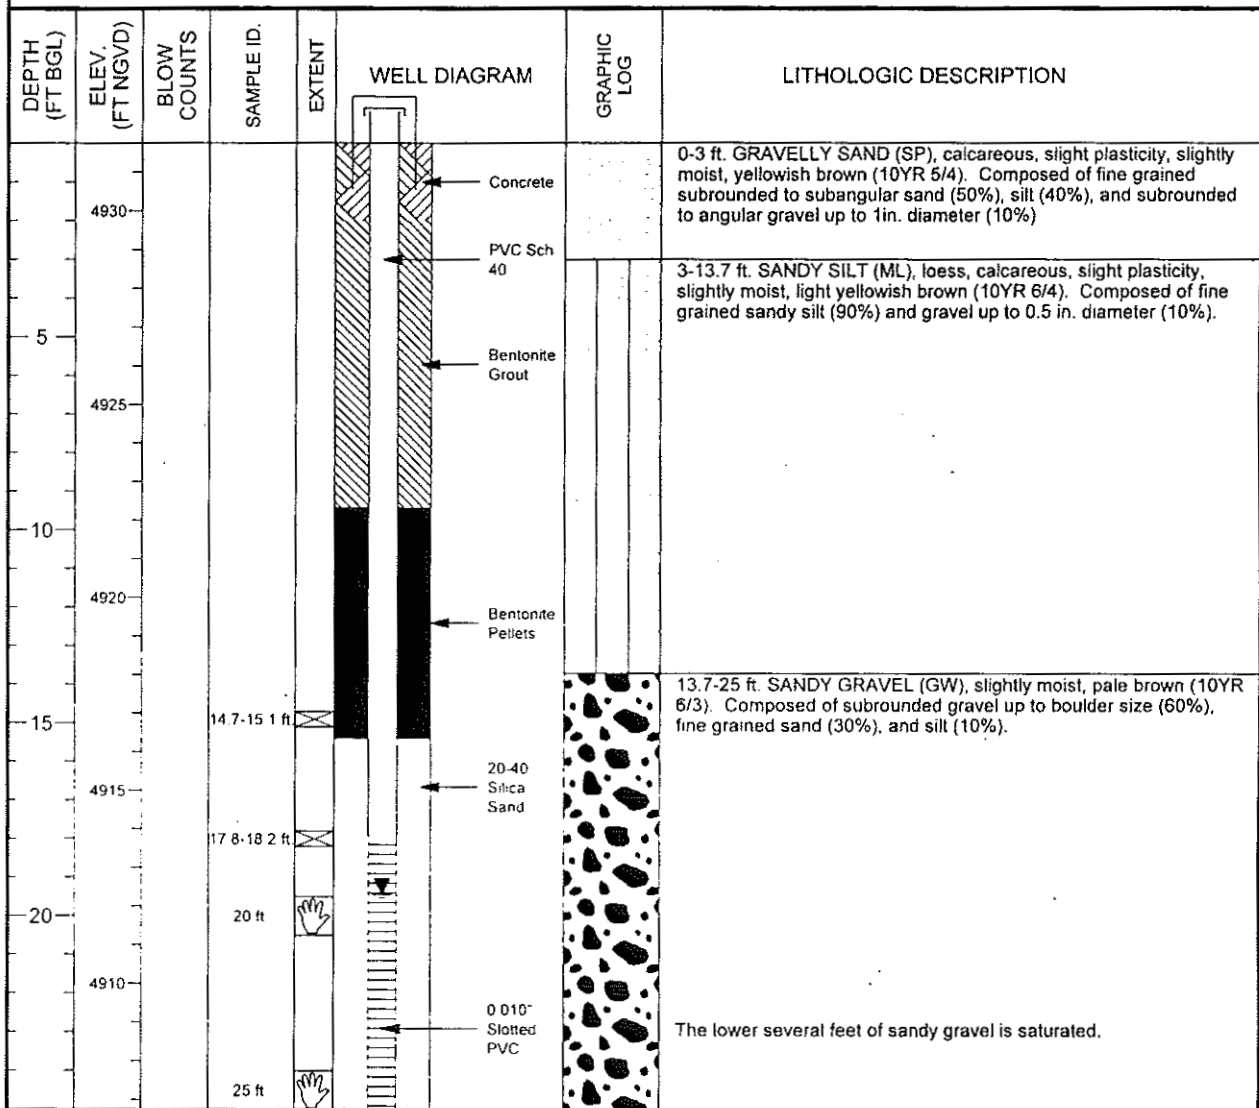 DEPTH
(FT BGL)
ELEV.
(FT NGVD)
BLOW
COUNTS
SAMPLE ID.
EXTENT
WELL DIAGRAM
GRAPHIC
LOG
LITHOLOGIC DESCRIPTION
0-3 ft. GRAVELLY SAND (SP), calcareous, slight plasticity, slightly
moist, yellowish brown (10YR 5/4). Composed of fine grained
subrounded to subangular sand (50%), silt (40%), and subrounded
to angular gravel up to 1in. diameter (10%)
Concrete
4930
PVC Sch
40
3-13.7 ft. SANDY SILT (ML), loess, calcareous, slight plasticity,
slightly moist, light yellowish brown (10YR 6/4). Composed of fine
grained sandy silt (90%) and gravel up to 0.5 in. diameter (10%).
5
Bentonite
Grout
4925
10
4920
Bentonite
Pellets
13.7-25 ft. SANDY GRAVEL (GW), slightly moist, pale brown (10YR
6/3). Composed of subrounded gravel up to boulder size (60%),
fine grained sand (30%), and silt (10%).
15
14.7-15 1 ft.
20-40
Silica
Sand
4915
17 8-18 2 ft.
20
20 ft
4910
0 010"
Slotted
PVC
The lower several feet of sandy gravel is saturated.
25 ft